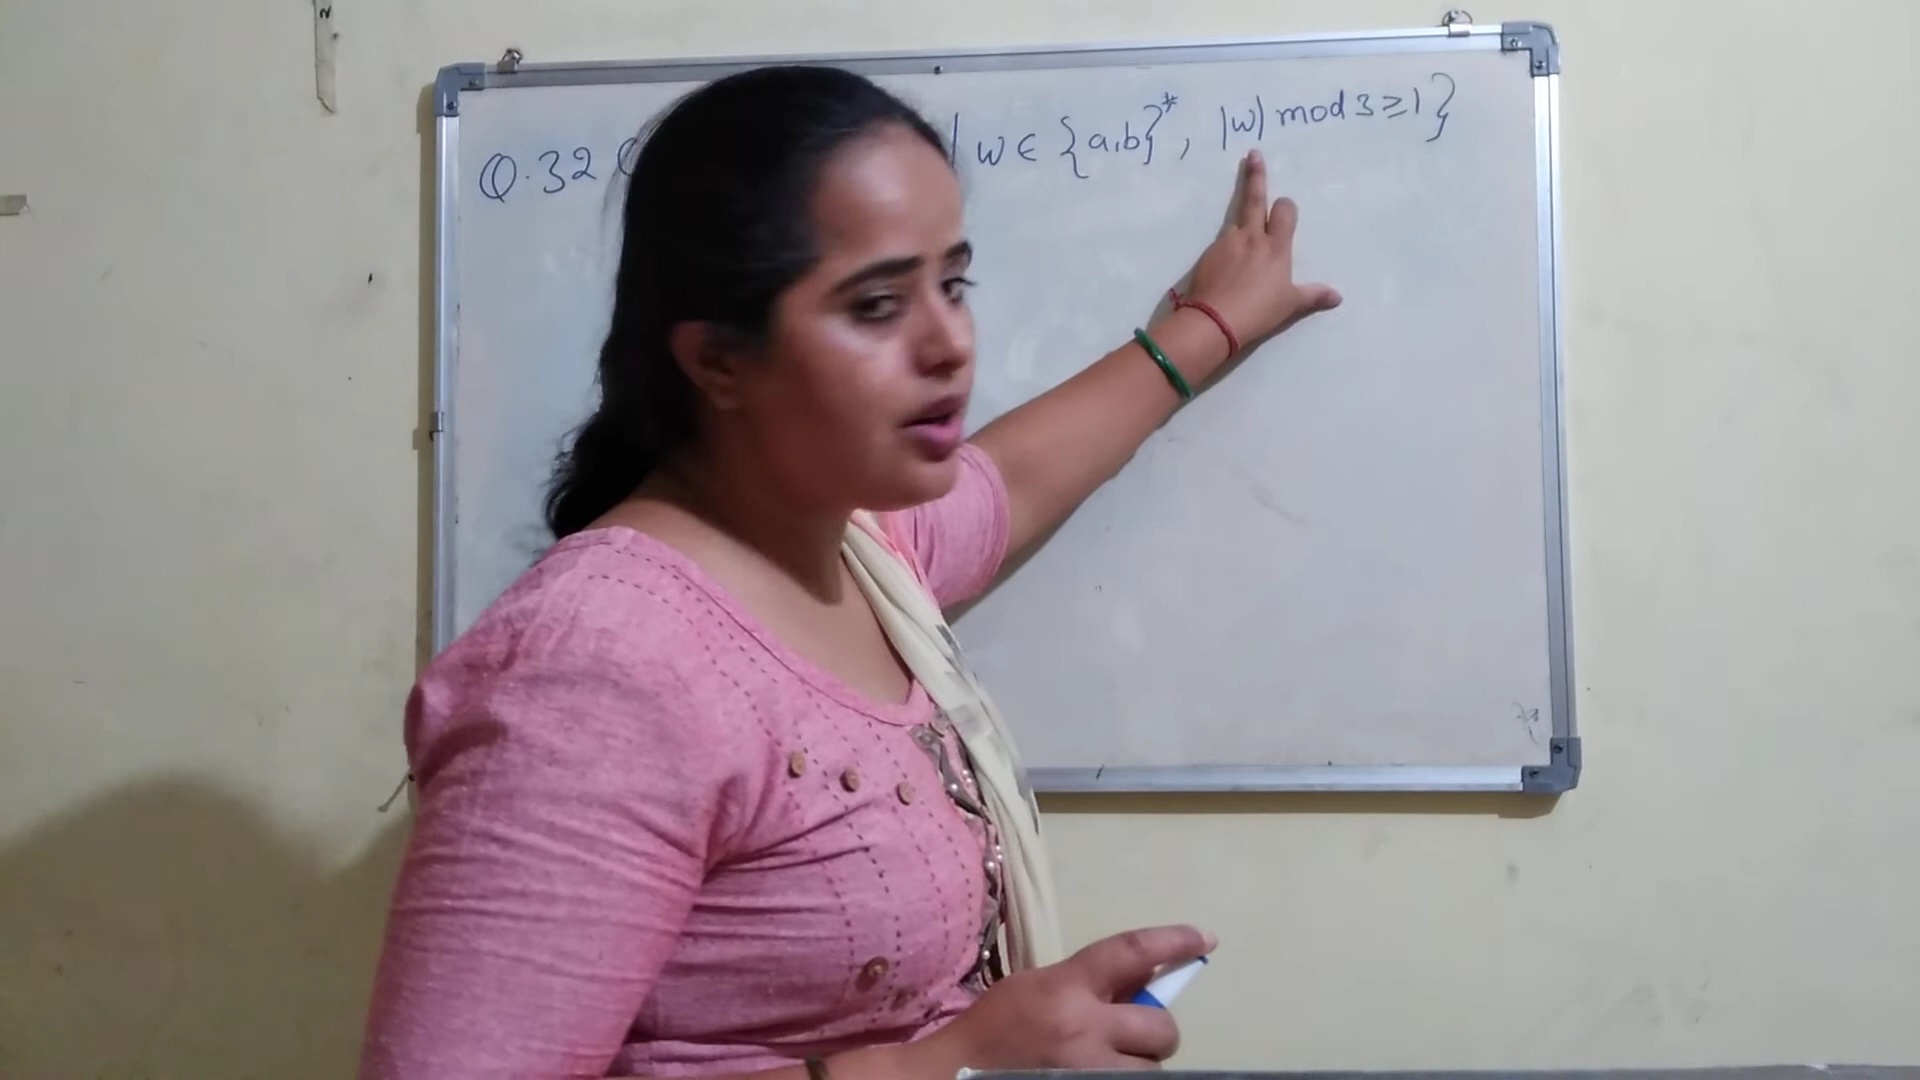 Q.32 | w ∈ {a,b}*, |w| mod 3 ≥ 1}